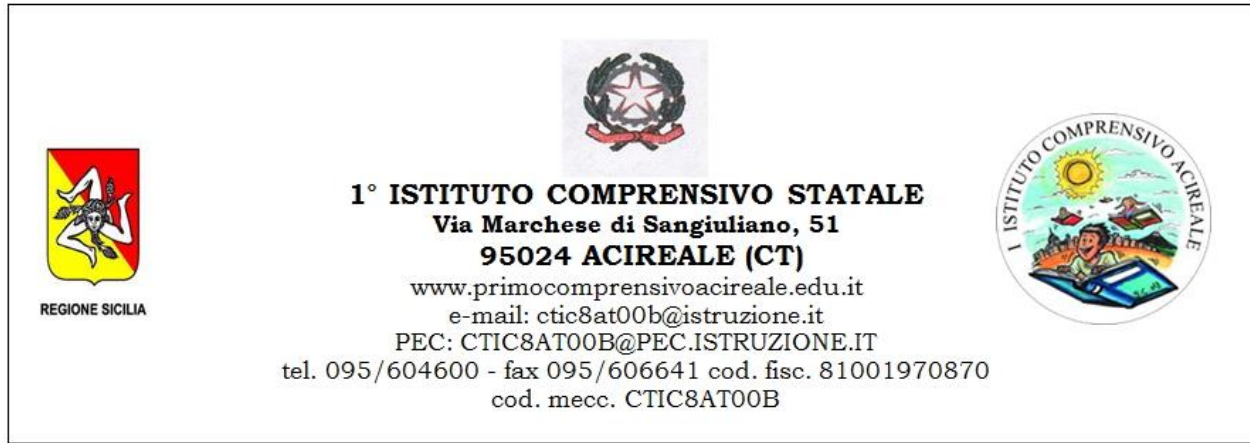 1° ISTITUTO COMPRENSIVO STATALE
Via Marchese di Sangiuliano, 51
95024 ACIREALE (CT)
www.primocomprensivoacireale.edu.it
e-mail: ctic8at00b@istruzione.it
PEC: CTIC8AT00B@PEC.ISTRUZIONE.IT
tel. 095/604600 - fax 095/606641 cod. fisc. 81001970870
cod. mecc. CTIC8AT00B
REGIONE SICILIA
I ISTITUTO COMPRENSIVO ACIREALE